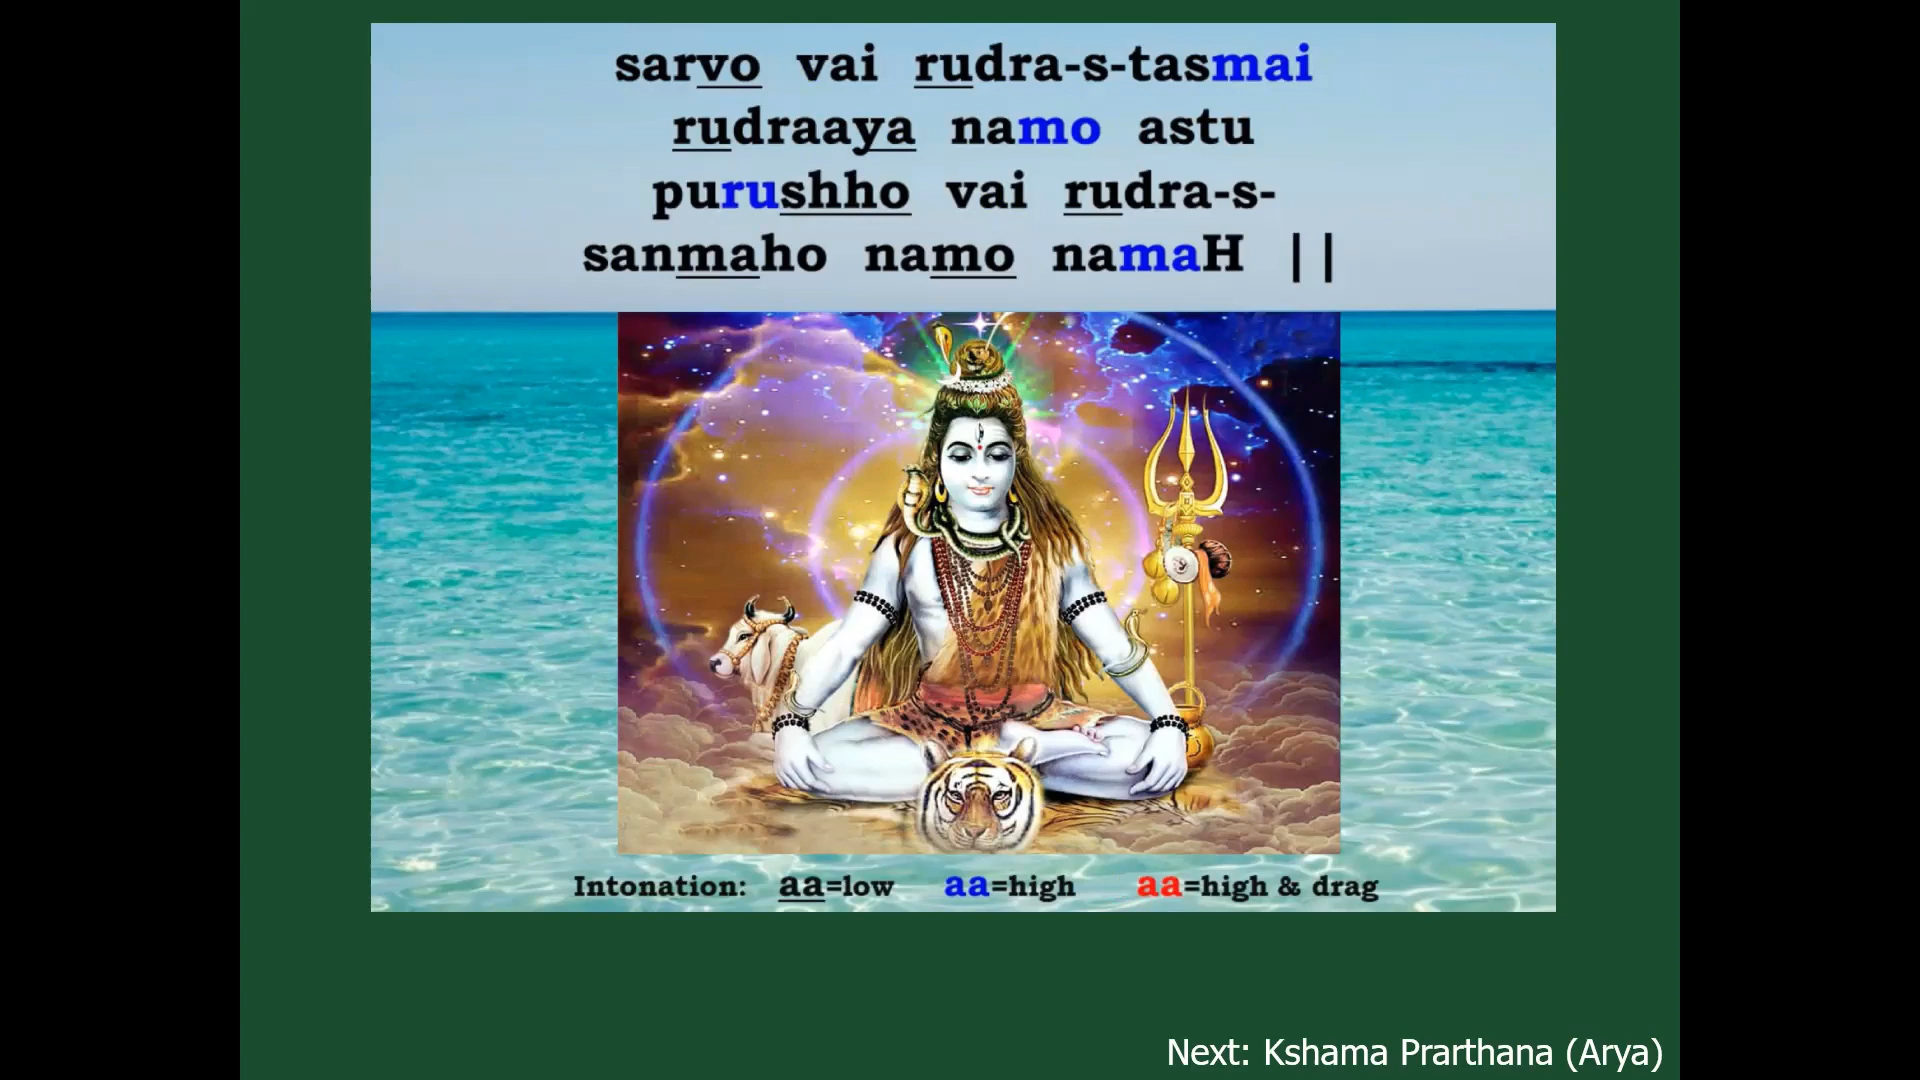 sarvo vai rudra-s-tasmai
rudraaya namo astu
purushho vai rudra-s-
sanmaho namo namaH ||
Intonation: aa=low aa=high aa=high & drag
Next: Kshama Prarthana (Arya)